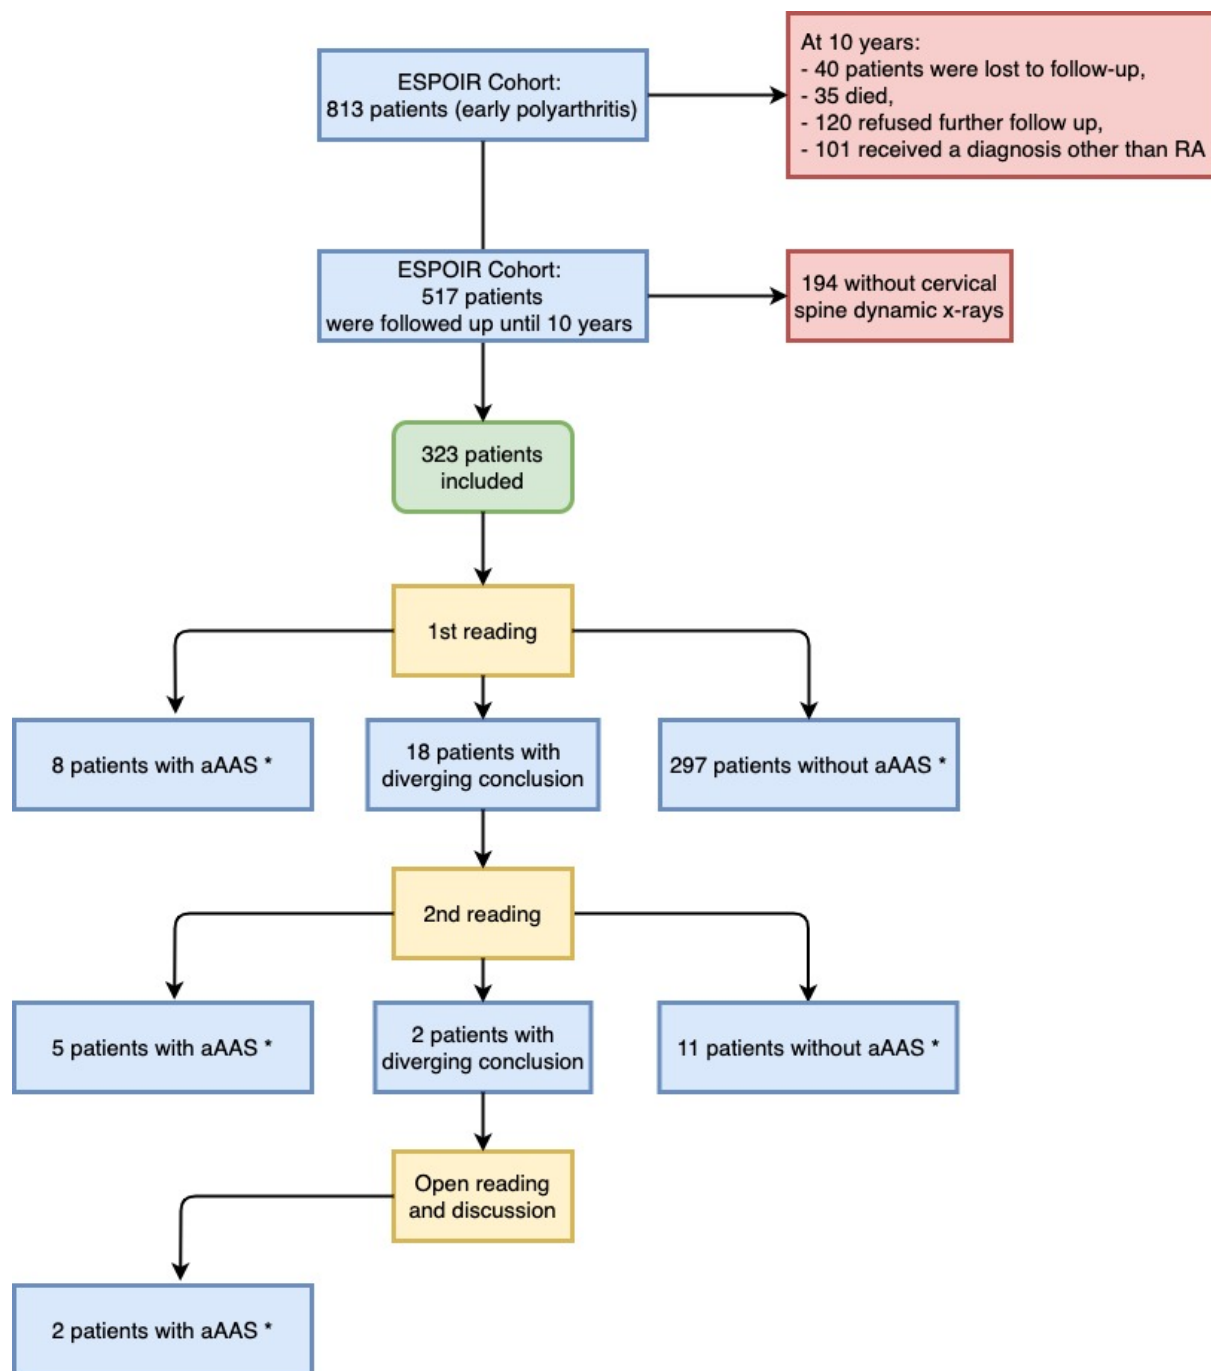 ESPOIR Cohort:
813 patients (early polyarthritis)
At 10 years:
- 40 patients were lost to follow-up,
- 35 died,
- 120 refused further follow up,
- 101 received a diagnosis other than RA
ESPOIR Cohort:
517 patients
were followed up until 10 years
194 without cervical
spine dynamic x-rays
323 patients
included
1st reading
8 patients with aAAS *
18 patients with
diverging conclusion
297 patients without aAAS *
2nd reading
5 patients with aAAS *
2 patients with
diverging conclusion
11 patients without aAAS *
Open reading
and discussion
2 patients with aAAS *